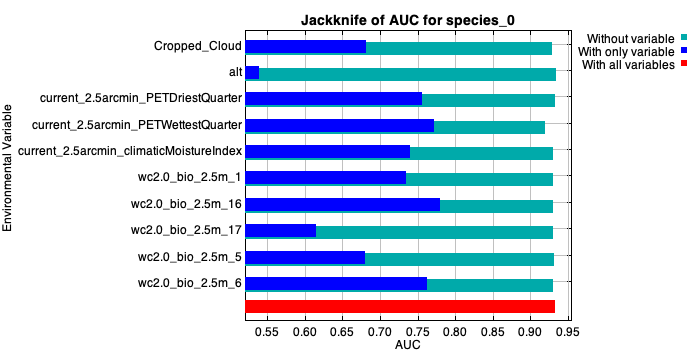 Jackknife of AUC for species_0
Environmental Variable
Cropped_Cloud
alt
current_2.5arcmin_PETDriestQuarter
current_2.5arcmin_PETWettestQuarter
current_2.5arcmin_climaticMoistureIndex
wc2.0_bio_2.5m_1
wc2.0_bio_2.5m_16
wc2.0_bio_2.5m_17
wc2.0_bio_2.5m_5
wc2.0_bio_2.5m_6
0.55 0.60 0.65 0.70 0.75 0.80 0.85 0.90 0.95
AUC
Without variable
With only variable
With all variables